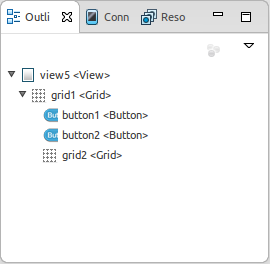 Outli Conn Reso
view5 <View>
grid1 <Grid>
button1 <Button>
button2 <Button>
grid2 <Grid>